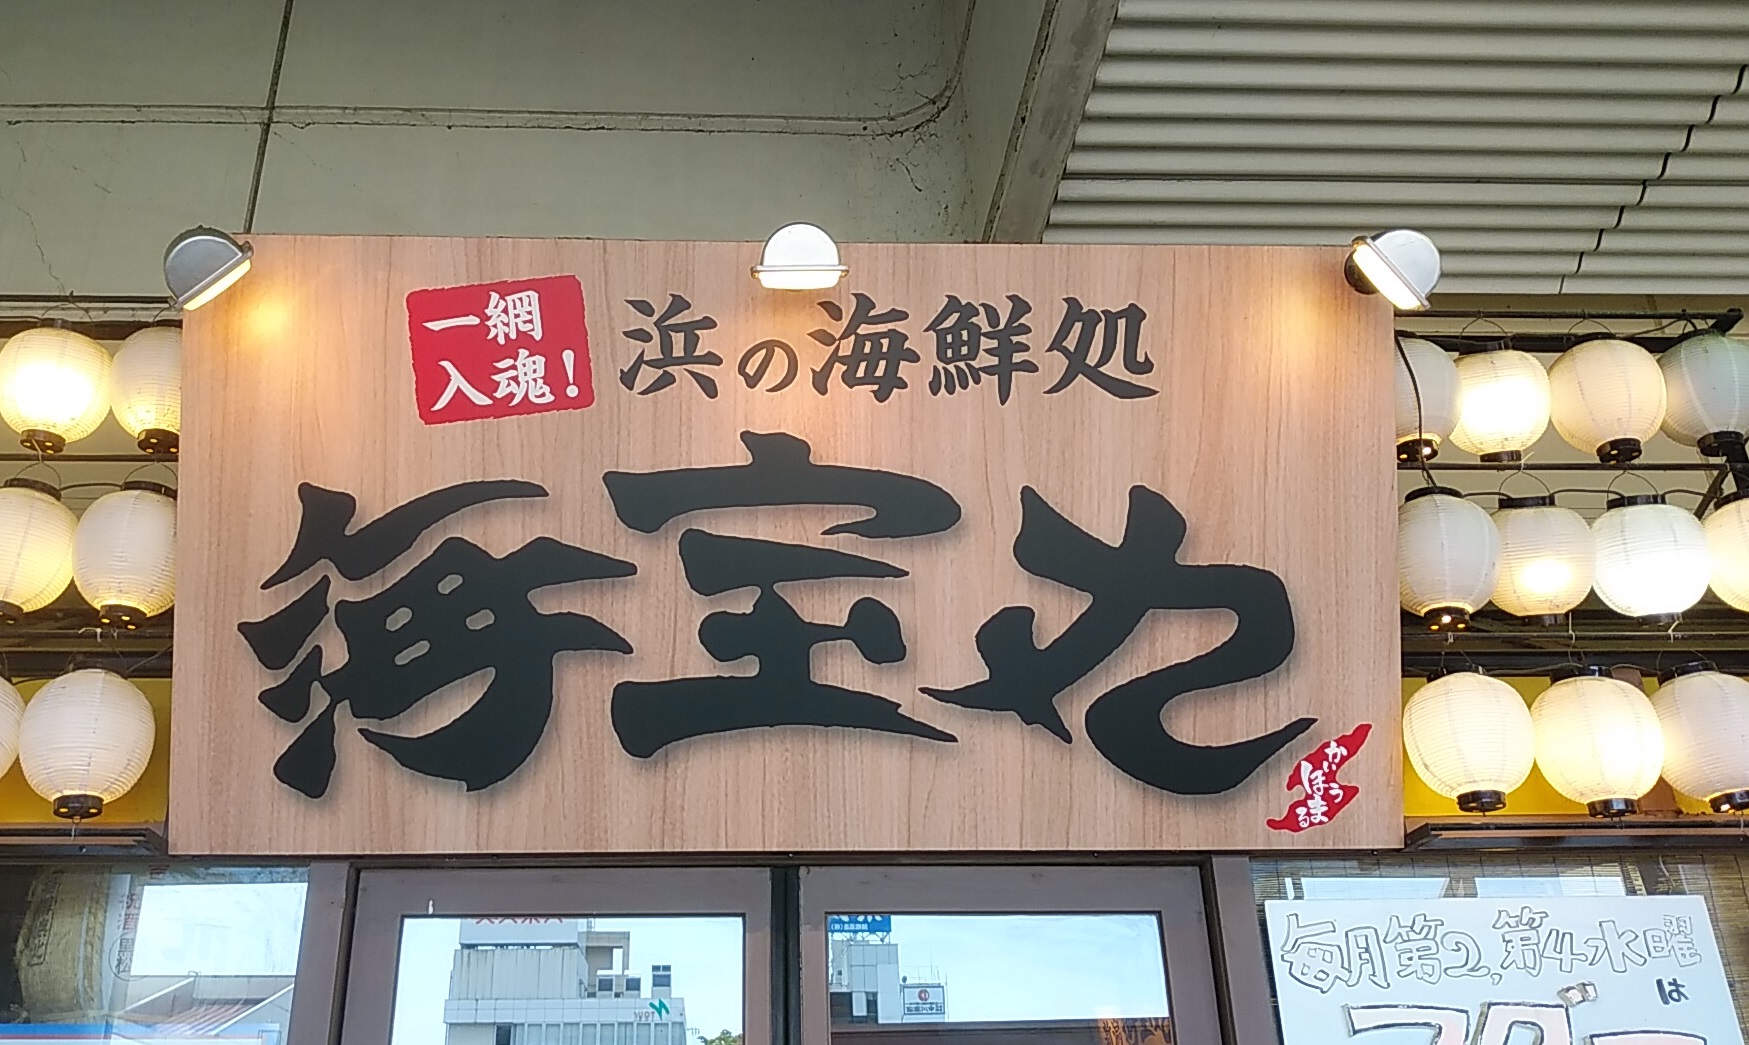 一網
入魂!
浜の海鮮処
海宝丸
かいほうまる
毎月第2,第4水曜
は